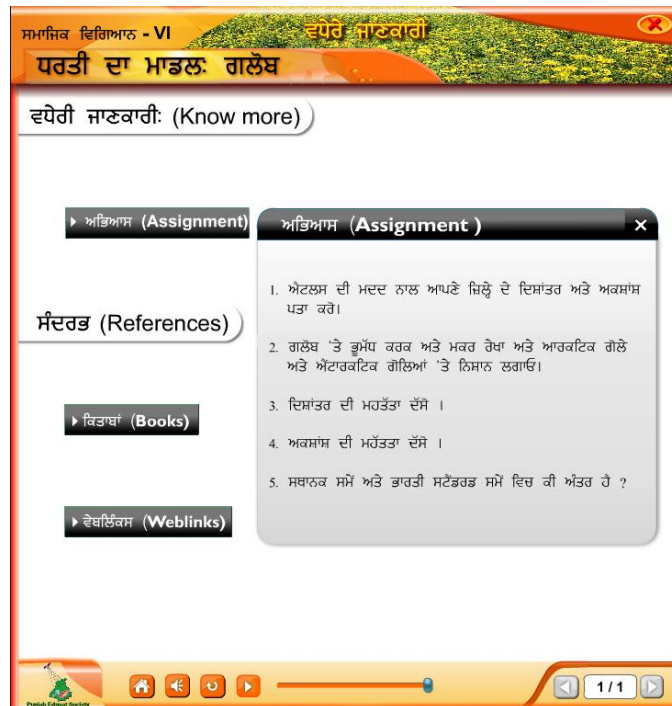 ਸਮਾਜਿਕ ਵਿਗਿਆਨ - VI
ਵਧੇਰੇ ਜਾਣਕਾਰੀ
ਧਰਤੀ ਦਾ ਮਾਡਲ: ਗਲੋਬ
ਵਧੇਰੀ ਜਾਣਕਾਰੀ: (Know more)
ਅਭਿਆਸ (Assignment)
ਅਭਿਆਸ (Assignment )
1. ਐਟਲਸ ਦੀ ਮਦਦ ਨਾਲ ਆਪਣੇ ਜ਼ਿਲ੍ਹੇ ਦੇ ਦਿਸ਼ਾਂਤਰ ਅਤੇ ਅਕਸ਼ਾਂਸ਼
ਪਤਾ ਕਰੋ।
2. ਗਲੋਬ 'ਤੇ ਭੂਮੱਧ ਕਰਕ ਅਤੇ ਮਕਰ ਰੇਖਾ ਅਤੇ ਆਰਕਟਿਕ ਗੋਲੇ
ਅਤੇ ਐਂਟਾਰਕਟਿਕ ਗੋਲਿਆਂ 'ਤੇ ਨਿਸ਼ਾਨ ਲਗਾਓ।
3. ਦਿਸ਼ਾਂਤਰ ਦੀ ਮਹਤੱਤਾ ਦੱਸੋ ।
4. ਅਕਸ਼ਾਂਸ਼ ਦੀ ਮਹੱਤਤਾ ਦੱਸੋ ।
5. ਸਥਾਨਕ ਸਮੇਂ ਅਤੇ ਭਾਰਤੀ ਸਟੈਂਡਰਡ ਸਮੇਂ ਵਿਚ ਕੀ ਅੰਤਰ ਹੈ ?
ਸੰਦਰਭ (References)
ਕਿਤਾਬਾਂ (Books)
ਵੇਬਲਿੰਕਸ (Weblinks)
Punjab Edusat Society
1 / 1